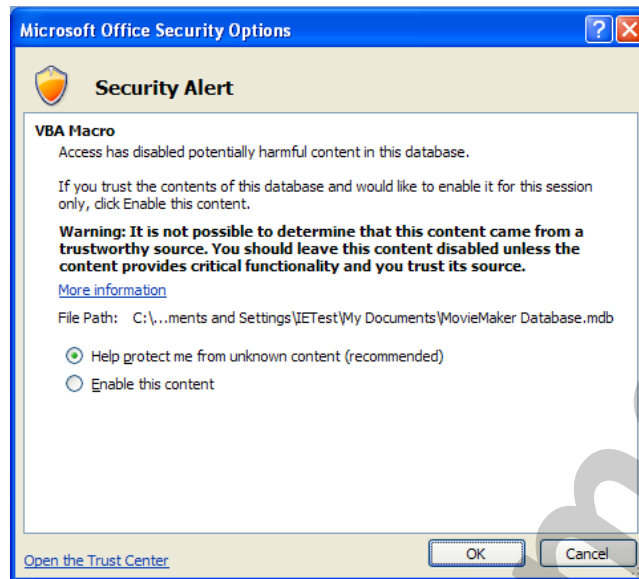 Microsoft Office Security Options
Security Alert
VBA Macro
Access has disabled potentially harmful content in this database.
If you trust the contents of this database and would like to enable it for this session
only, click Enable this content.
Warning: It is not possible to determine that this content came from a
trustworthy source. You should leave this content disabled unless the
content provides critical functionality and you trust its source.
More information
File Path: C:\...ments and Settings\IETest\My Documents\MovieMaker Database.mdb
Help protect me from unknown content (recommended)
Enable this content
Open the Trust Center
OK Cancel